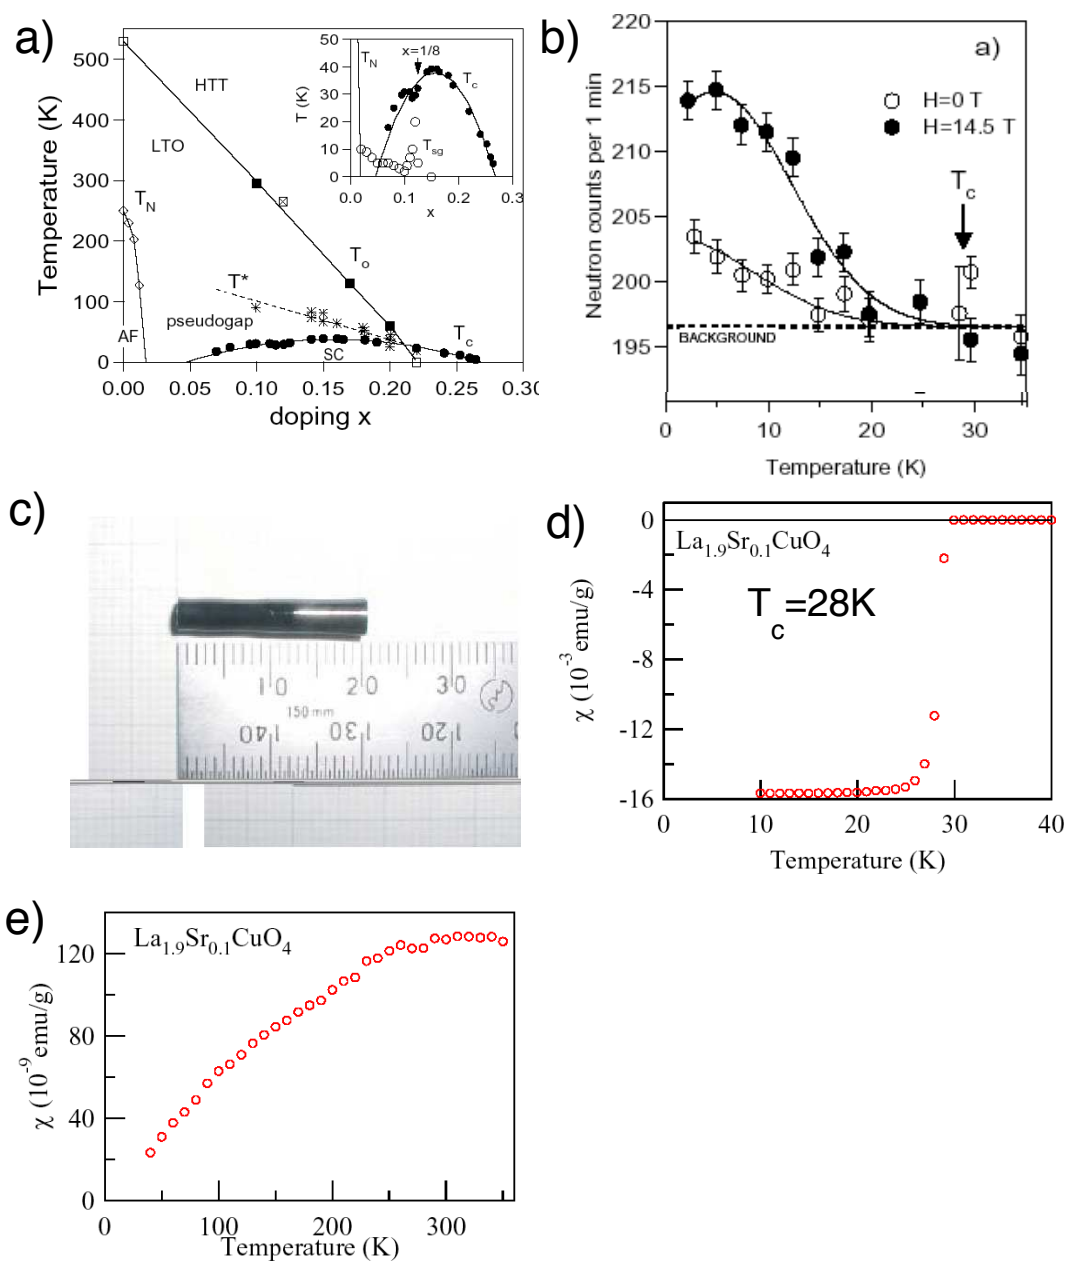 a)
Temperature (K)
500
400
300
200
100
0
0.00
0.05
0.10
0.15
0.20
0.25
0.30
doping x
HTT
LTO
T_N
T_o
T*
pseudogap
AF
SC
T_c
T (K)
50
40
30
20
10
0
0.0
0.1
0.2
0.3
x
x=1/8
T_N
T_c
T_sg
b)
a)
Neutron counts per 1 min
220
215
210
205
200
195
0
10
20
30
Temperature (K)
H=0 T
H=14.5 T
T_c
BACKGROUND
c)
10
20
30
150 mm
140
130
120
d)
La1.9Sr0.1CuO4
T_c=28K
χ (10⁻³ emu/g)
0
-4
-8
-12
-16
0
10
20
30
40
Temperature (K)
e)
La1.9Sr0.1CuO4
χ (10⁻⁹ emu/g)
120
80
40
0
0
100
200
300
Temperature (K)